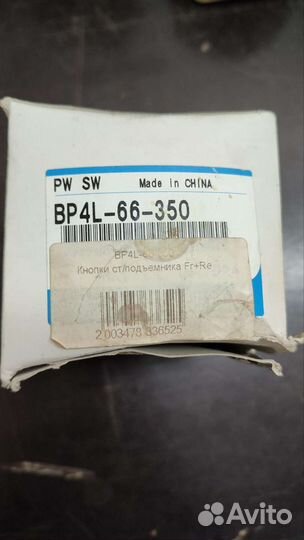 PW SW Made in CHINA
BP4L-66-350
BP4L-
Кнопки ст/подъемника Fr+Re
2 003478 336525
Avito